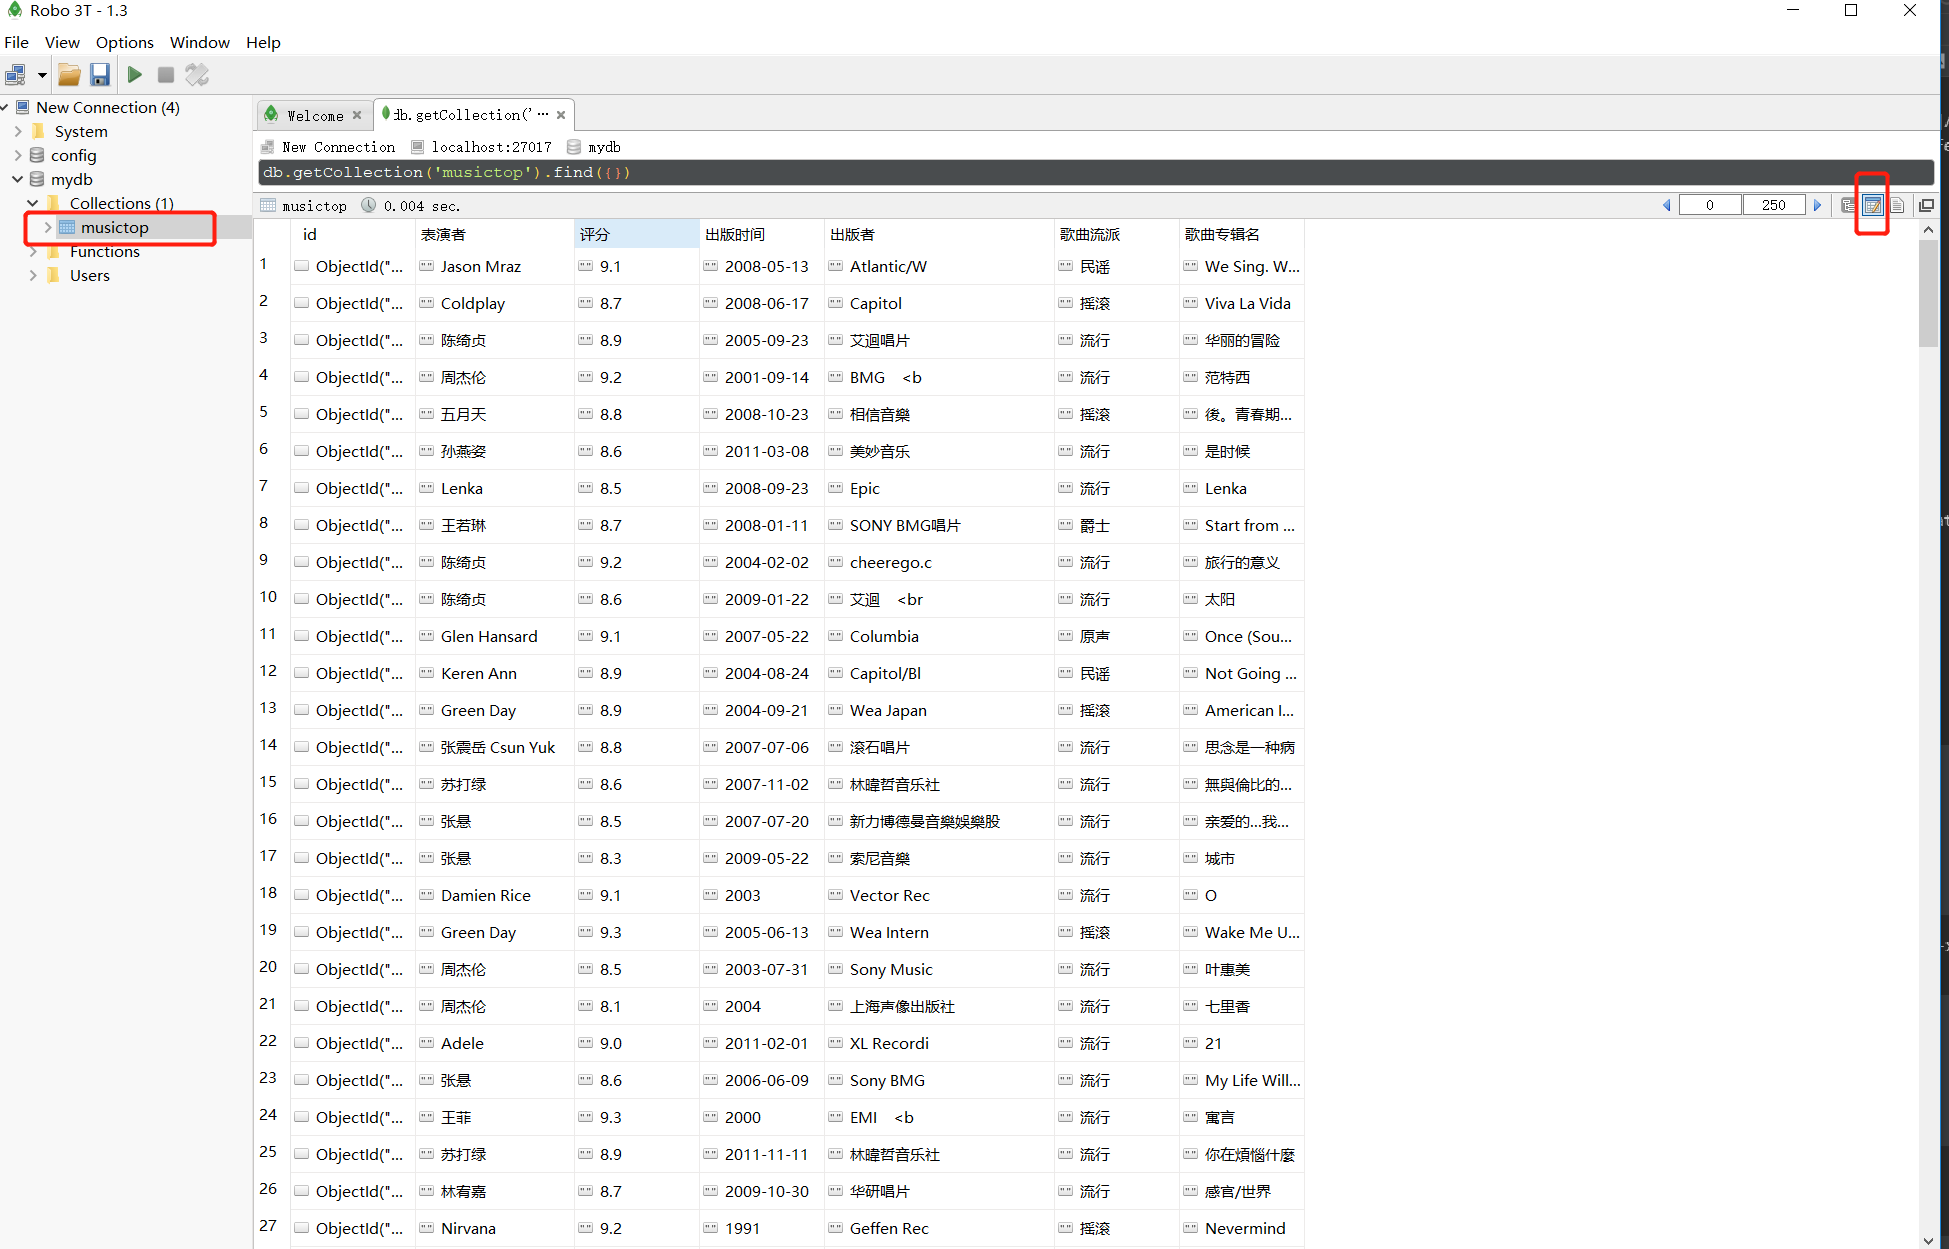 Robo 3T - 1.3
File View Options Window Help
New Connection (4)
System
config
mydb
Collections (1)
musictop
Functions
Users
Welcome db.getCollection('···
New Connection localhost:27017 mydb
db.getCollection('musictop').find({})
musictop 0.004 sec. 0 250
id 表演者 评分 出版时间 出版者 歌曲流派 歌曲专辑名
1 ObjectId("... Jason Mraz 9.1 2008-05-13 Atlantic/W 民谣 We Sing. W...
2 ObjectId("... Coldplay 8.7 2008-06-17 Capitol 摇滚 Viva La Vida
3 ObjectId("... 陈绮贞 8.9 2005-09-23 艾迴唱片 流行 华丽的冒险
4 ObjectId("... 周杰伦 9.2 2001-09-14 BMG <b 流行 范特西
5 ObjectId("... 五月天 8.8 2008-10-23 相信音樂 摇滚 後。青春期...
6 ObjectId("... 孙燕姿 8.6 2011-03-08 美妙音乐 流行 是时候
7 ObjectId("... Lenka 8.5 2008-09-23 Epic 流行 Lenka
8 ObjectId("... 王若琳 8.7 2008-01-11 SONY BMG唱片 爵士 Start from ...
9 ObjectId("... 陈绮贞 9.2 2004-02-02 cheerego.c 流行 旅行的意义
10 ObjectId("... 陈绮贞 8.6 2009-01-22 艾迴 <br 流行 太阳
11 ObjectId("... Glen Hansard 9.1 2007-05-22 Columbia 原声 Once (Sou...
12 ObjectId("... Keren Ann 8.9 2004-08-24 Capitol/Bl 民谣 Not Going ...
13 ObjectId("... Green Day 8.9 2004-09-21 Wea Japan 摇滚 American I...
14 ObjectId("... 张震岳 Csun Yuk 8.8 2007-07-06 滚石唱片 流行 思念是一种病
15 ObjectId("... 苏打绿 8.6 2007-11-02 林暐哲音乐社 流行 無與倫比的...
16 ObjectId("... 张悬 8.5 2007-07-20 新力博德曼音樂娛樂股 流行 亲爱的...我...
17 ObjectId("... 张悬 8.3 2009-05-22 索尼音樂 流行 城市
18 ObjectId("... Damien Rice 9.1 2003 Vector Rec 流行 O
19 ObjectId("... Green Day 9.3 2005-06-13 Wea Intern 摇滚 Wake Me U...
20 ObjectId("... 周杰伦 8.5 2003-07-31 Sony Music 流行 叶惠美
21 ObjectId("... 周杰伦 8.1 2004 上海声像出版社 流行 七里香
22 ObjectId("... Adele 9.0 2011-02-01 XL Recordi 流行 21
23 ObjectId("... 张悬 8.6 2006-06-09 Sony BMG 流行 My Life Will...
24 ObjectId("... 王菲 9.3 2000 EMI <b 流行 寓言
25 ObjectId("... 苏打绿 8.9 2011-11-11 林暐哲音乐社 流行 你在煩惱什麼
26 ObjectId("... 林宥嘉 8.7 2009-10-30 华研唱片 流行 感官/世界
27 ObjectId("... Nirvana 9.2 1991 Geffen Rec 摇滚 Nevermind